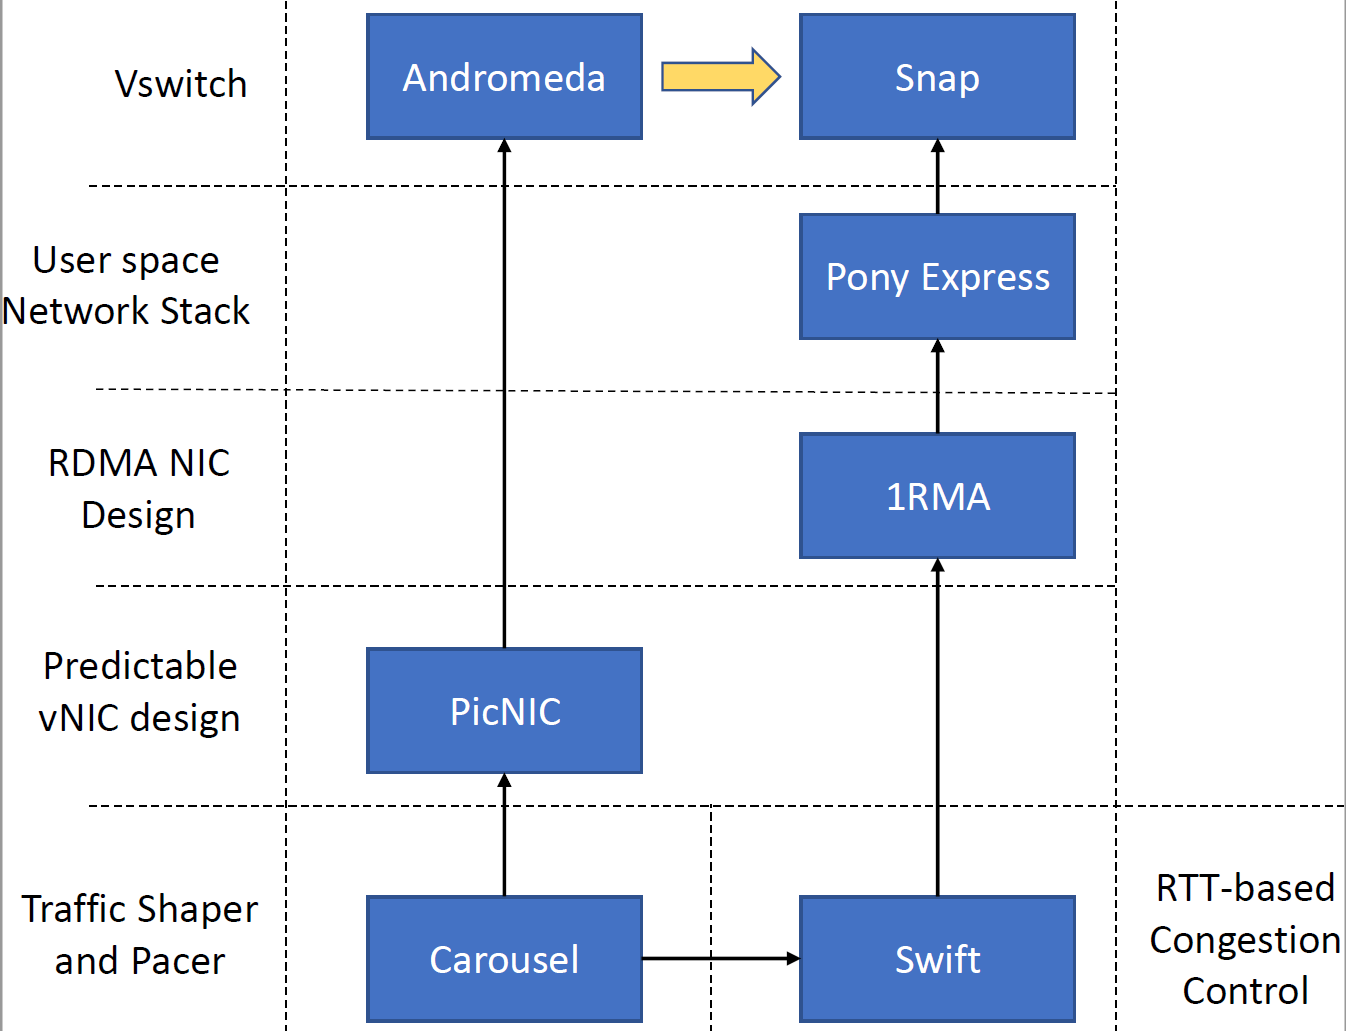 Vswitch
Andromeda
Snap
User space
Network Stack
Pony Express
RDMA NIC
Design
1RMA
Predictable
vNIC design
PicNIC
Traffic Shaper
and Pacer
Carousel
Swift
RTT-based
Congestion
Control